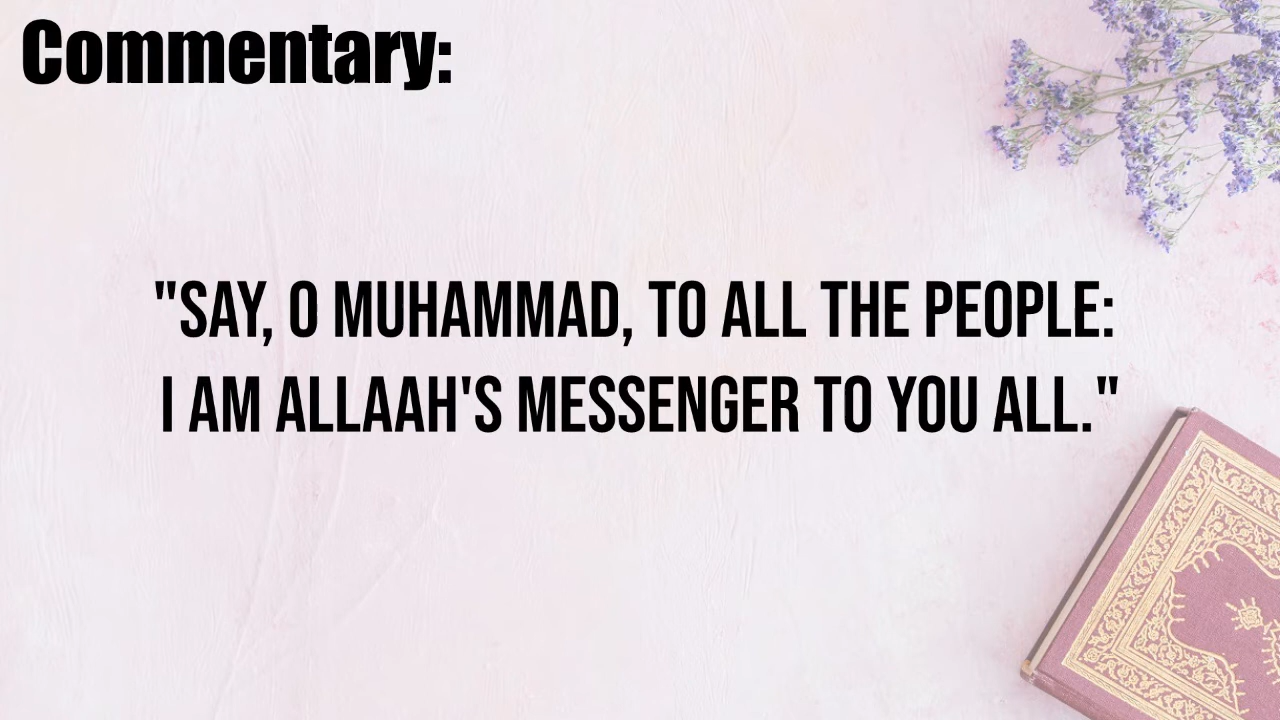 Commentary:
"SAY, O MUHAMMAD, TO ALL THE PEOPLE:
I AM ALLAAH'S MESSENGER TO YOU ALL."